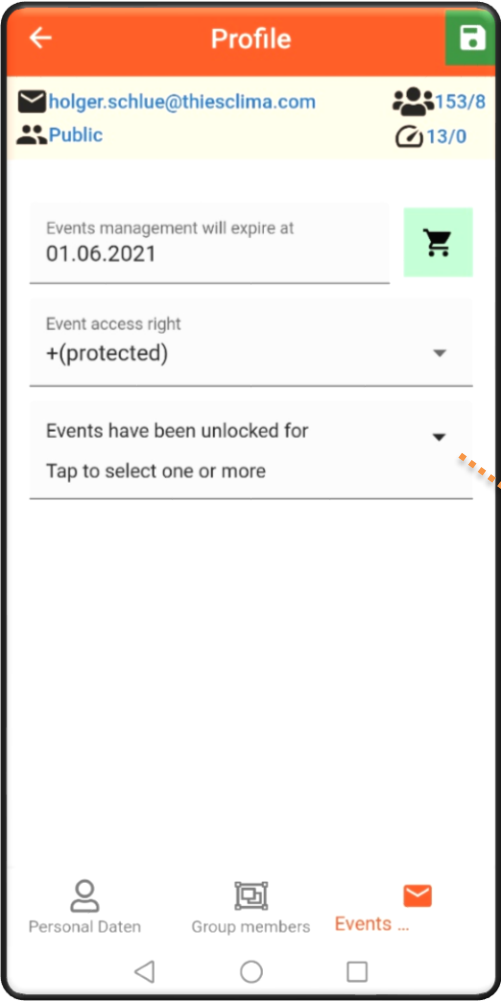 Profile
holger.schlue@thiesclima.com
153/8
Public
13/0
Events management will expire at
01.06.2021
Event access right
+(protected)
Events have been unlocked for
Tap to select one or more
Personal Daten
Group members
Events ...